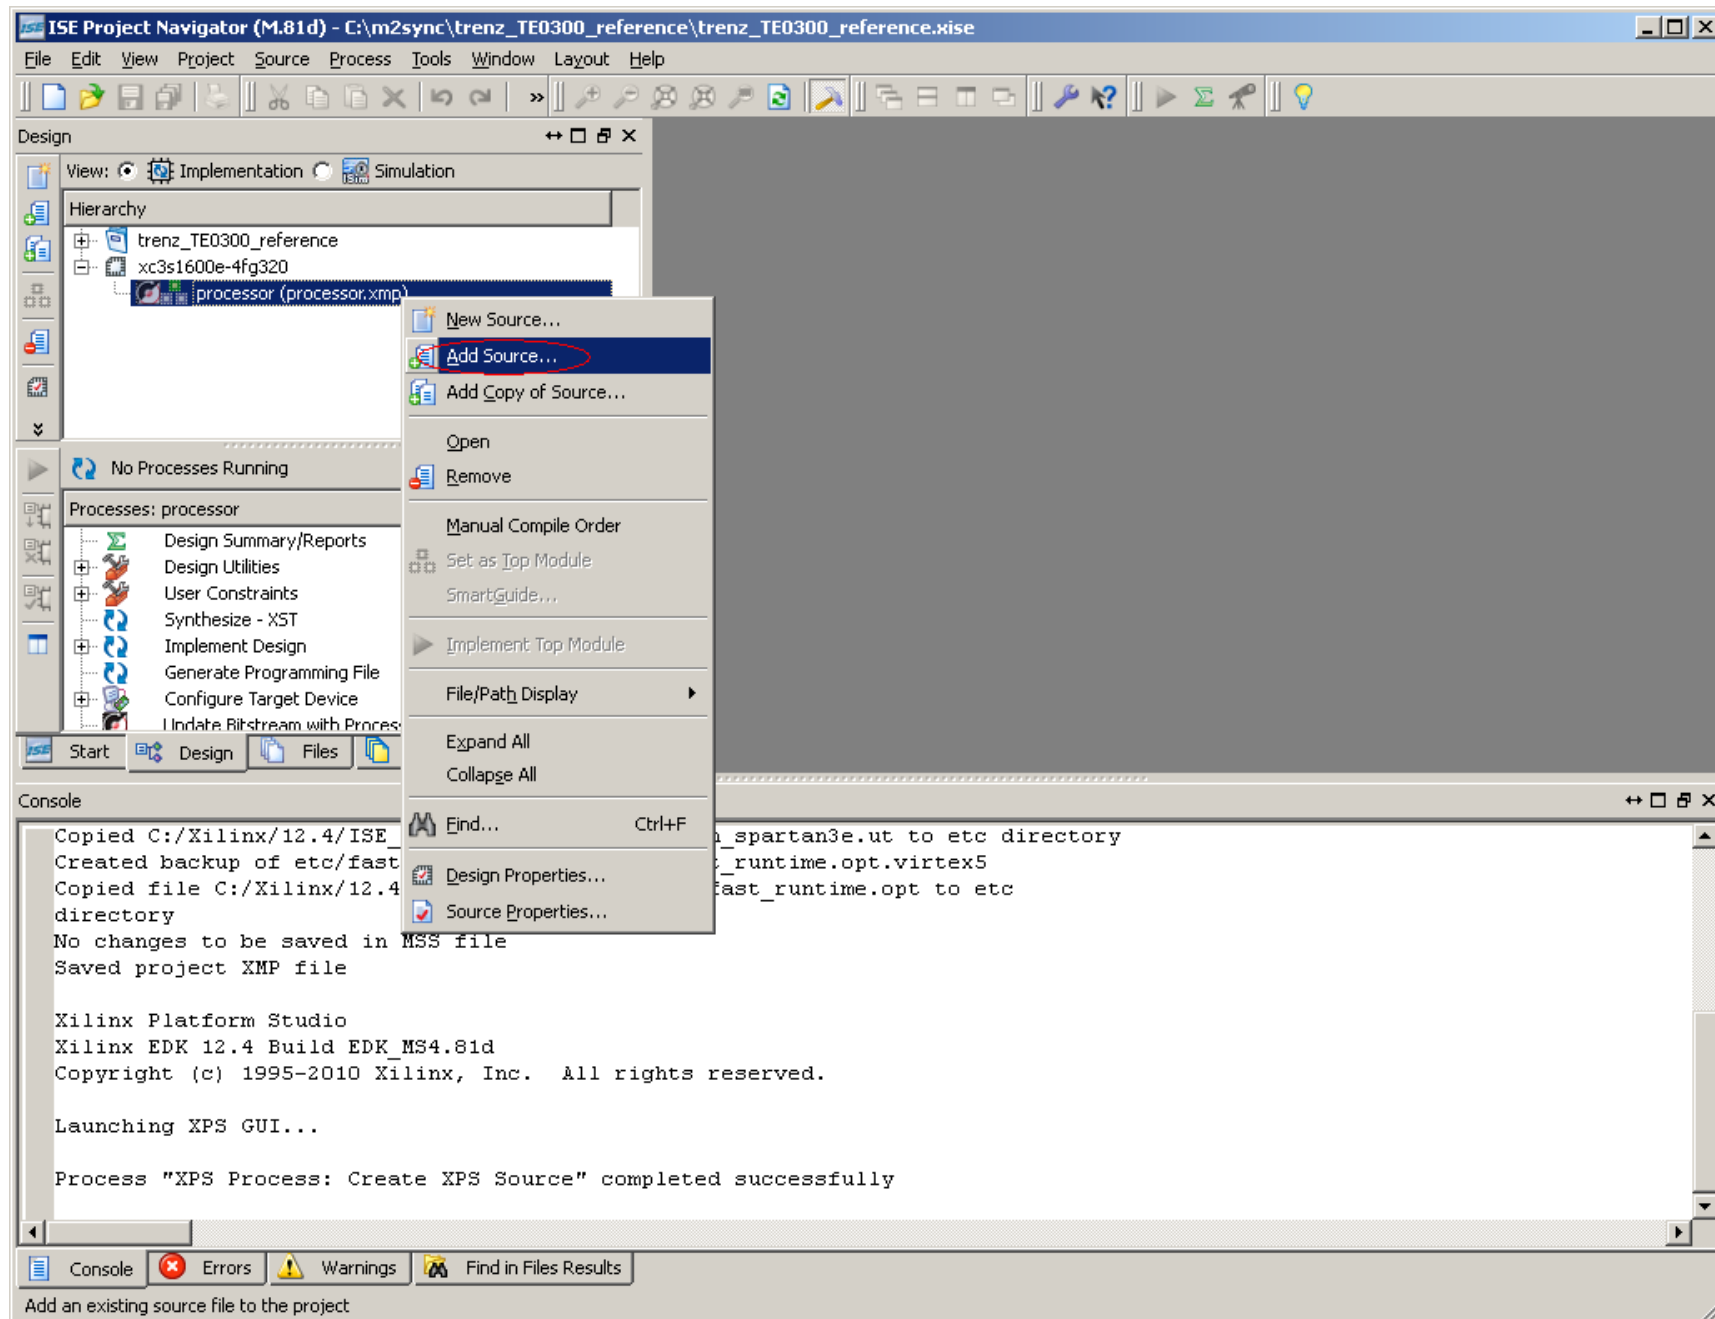 ISE Project Navigator (M.81d) - C:\m2sync\trenz_TE0300_reference\trenz_TE0300_reference.xise
File Edit View Project Source Process Tools Window Layout Help
Design
View: Implementation Simulation
Hierarchy
trenz_TE0300_reference
xc3s1600e-4fg320
processor (processor.xmp)
New Source...
Add Source...
Add Copy of Source...
Open
Remove
Manual Compile Order
Set as Top Module
SmartGuide...
Implement Top Module
File/Path Display
Expand All
Collapse All
Find... Ctrl+F
Design Properties...
Source Properties...
No Processes Running
Processes: processor
Design Summary/Reports
Design Utilities
User Constraints
Synthesize - XST
Implement Design
Generate Programming File
Configure Target Device
Update Bitstream with Proces
Start Design Files
Console
Copied C:/Xilinx/12.4/ISE_ _spartan3e.ut to etc directory
Created backup of etc/fast _runtime.opt.virtex5
Copied file C:/Xilinx/12.4 fast_runtime.opt to etc
directory
No changes to be saved in MSS file
Saved project XMP file
Xilinx Platform Studio
Xilinx EDK 12.4 Build EDK_MS4.81d
Copyright (c) 1995-2010 Xilinx, Inc.  All rights reserved.
Launching XPS GUI...
Process "XPS Process: Create XPS Source" completed successfully
Console Errors Warnings Find in Files Results
Add an existing source file to the project